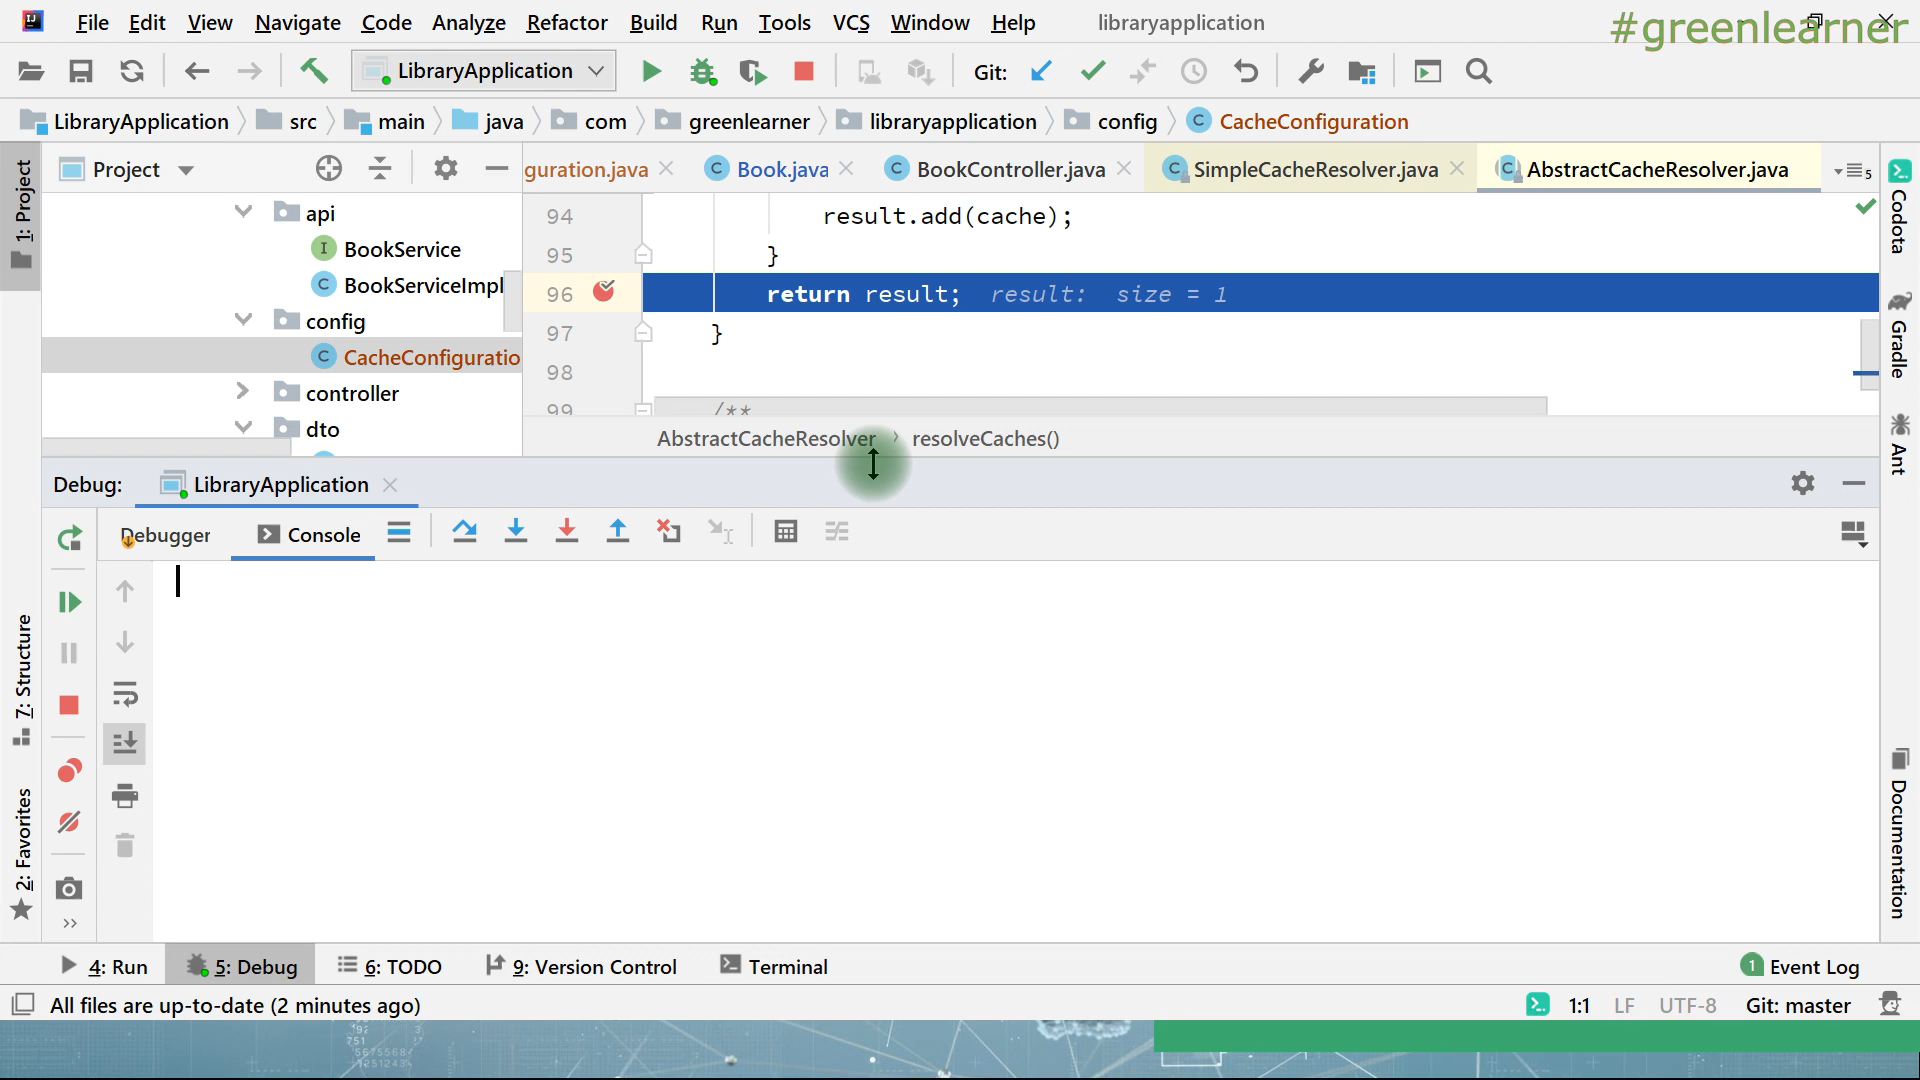 File Edit View Navigate Code Analyze Refactor Build Run Tools VCS Window Help libraryapplication
#greenlearner
LibraryApplication Git:
LibraryApplication src main java com greenlearner libraryapplication config CacheConfiguration
Project guration.java Book.java BookController.java SimpleCacheResolver.java AbstractCacheResolver.java 5
1: Project
api
BookService
BookServiceImpl
config
CacheConfiguratio
controller
dto
94 result.add(cache);
95 }
96 return result; result: size = 1
97 }
98
99 /**
AbstractCacheResolver resolveCaches()
Codota
Gradle
Ant
Documentation
Debug: LibraryApplication
Debugger Console
7: Structure
2: Favorites
4: Run 5: Debug 6: TODO 9: Version Control Terminal 1 Event Log
All files are up-to-date (2 minutes ago) 1:1 LF UTF-8 Git: master